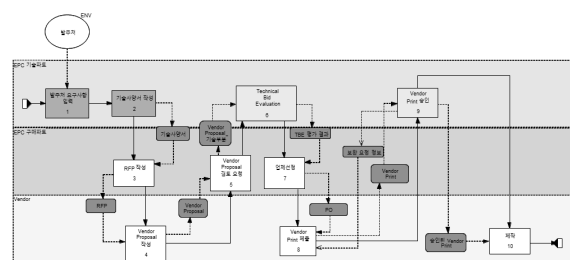 ENV
발주처
EPC 기술파트
발주처 요구사항
입력
1
기술사양서 작성
2
Technical
Bid
Evaluation
6
Vendor
Print 승인
9
EPC 구매파트
기술사양서
Vendor
Proposal
기술부분
TBE 평가 결과
보완 요청 정보
RFP 작성
3
Vendor
Proposal
검토 요청
5
업체선정
7
Vendor
Print
Vendor
RFP
Vendor
Proposal
PO
Vendor
Proposal
작성
4
Vendor
Print 제출
8
승인된 Vendor
Print
제작
10